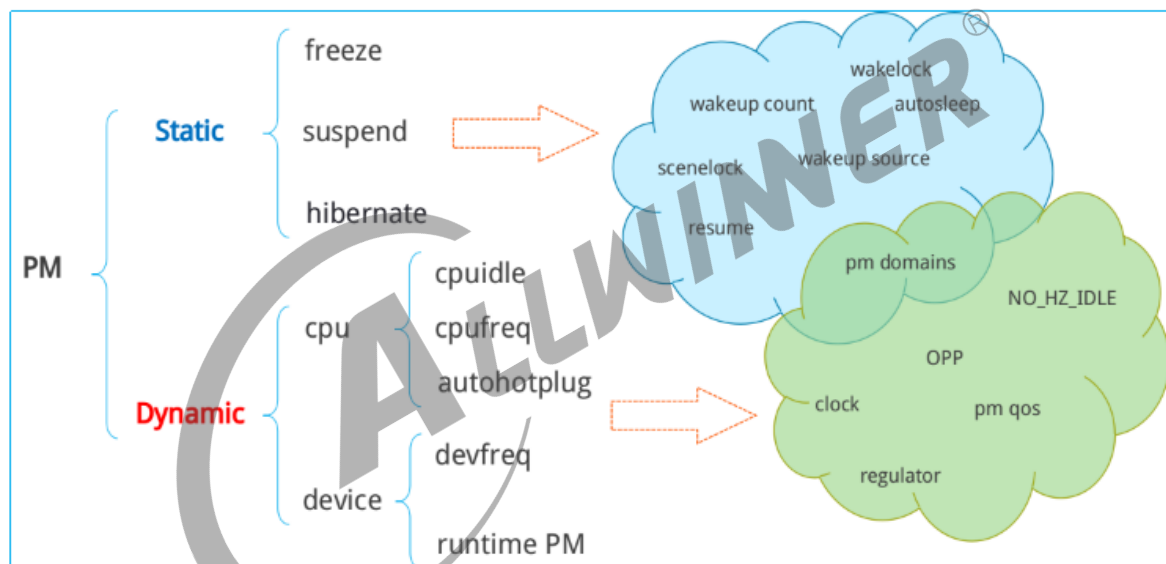 PM
Static
freeze
suspend
hibernate
Dynamic
cpu
cpuidle
cpufreq
autohotplug
device
devfreq
runtime PM
wakelock
wakeup count
autosleep
scenelock
wakeup source
resume
pm domains
NO_HZ_IDLE
OPP
clock
pm qos
regulator
ALLWINNER®